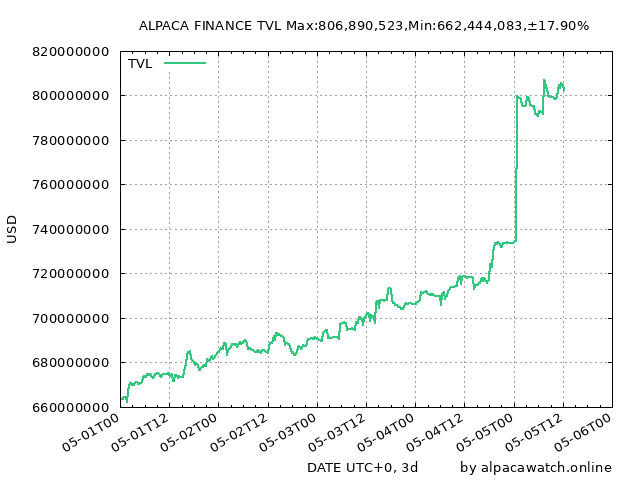 ALPACA FINANCE TVL Max:806,890,523,Min:662,444,083,±17.90%
TVL
820000000
800000000
780000000
760000000
740000000
720000000
700000000
680000000
660000000
USD
05-01T00
05-01T12
05-02T00
05-02T12
05-03T00
05-03T12
05-04T00
05-04T12
05-05T00
05-05T12
05-06T00
DATE UTC+0, 3d
by alpacawatch.online